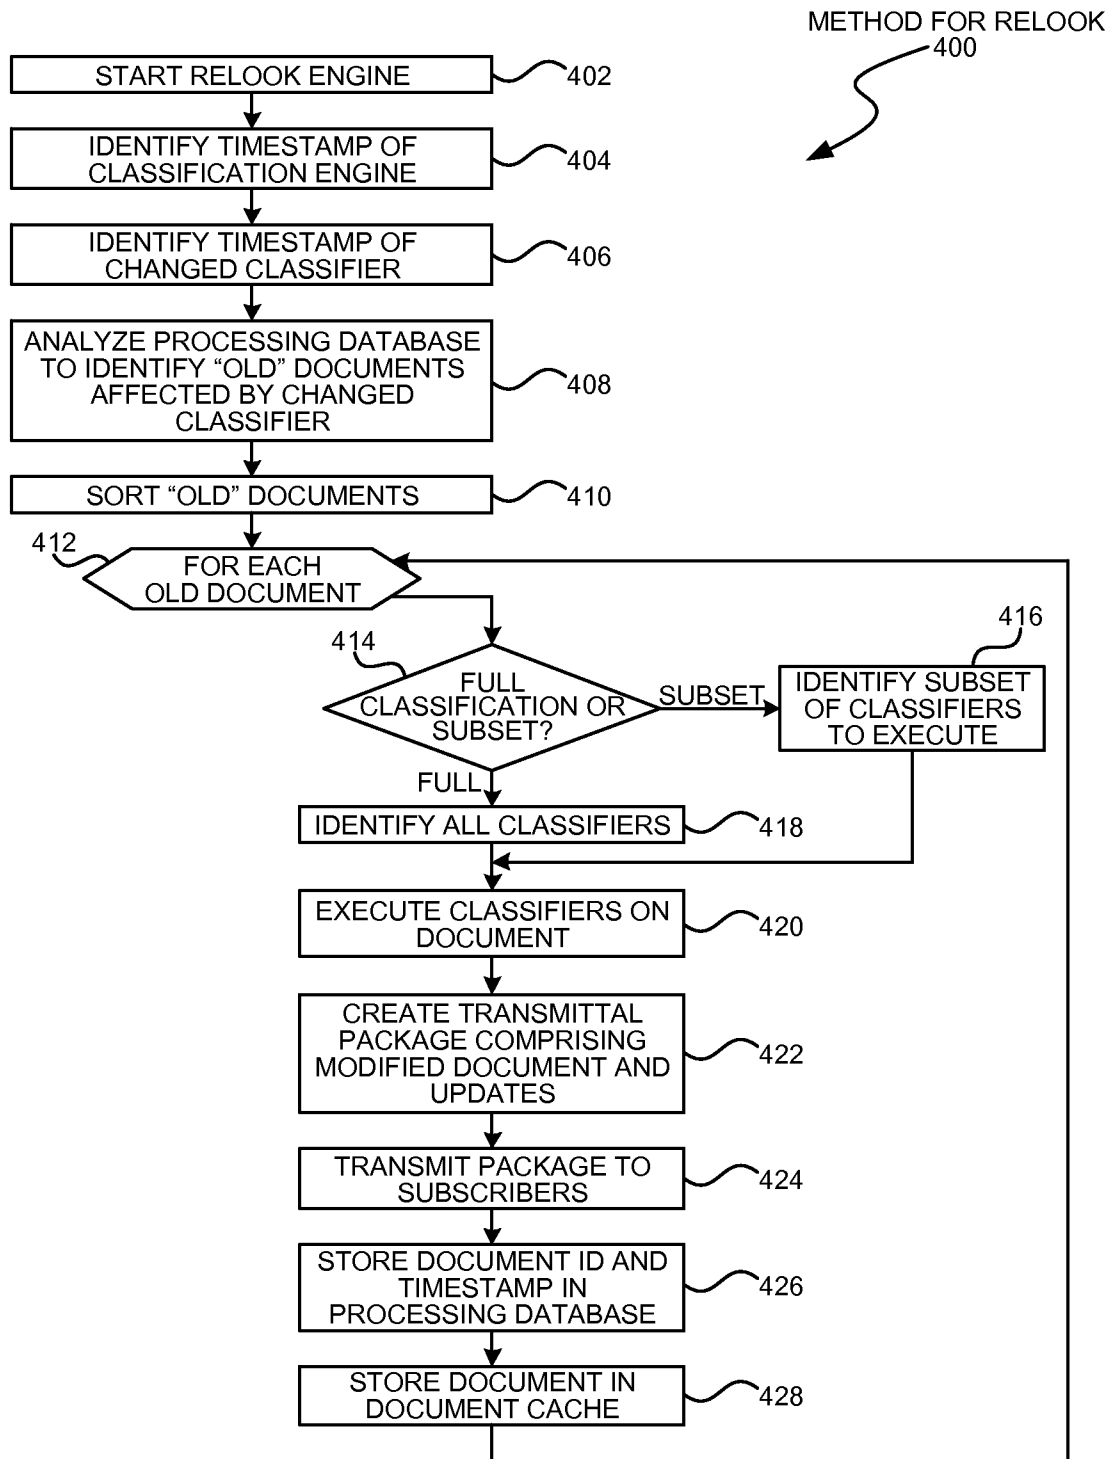 METHOD FOR RELOOK
400
START RELOOK ENGINE
402
IDENTIFY TIMESTAMP OF
CLASSIFICATION ENGINE
404
IDENTIFY TIMESTAMP OF
CHANGED CLASSIFIER
406
ANALYZE PROCESSING DATABASE
TO IDENTIFY “OLD” DOCUMENTS
AFFECTED BY CHANGED
CLASSIFIER
408
SORT “OLD” DOCUMENTS
410
412
FOR EACH
OLD DOCUMENT
414
FULL
CLASSIFICATION OR
SUBSET?
SUBSET
416
IDENTIFY SUBSET
OF CLASSIFIERS
TO EXECUTE
FULL
IDENTIFY ALL CLASSIFIERS
418
EXECUTE CLASSIFIERS ON
DOCUMENT
420
CREATE TRANSMITTAL
PACKAGE COMPRISING
MODIFIED DOCUMENT AND
UPDATES
422
TRANSMIT PACKAGE TO
SUBSCRIBERS
424
STORE DOCUMENT ID AND
TIMESTAMP IN
PROCESSING DATABASE
426
STORE DOCUMENT IN
DOCUMENT CACHE
428